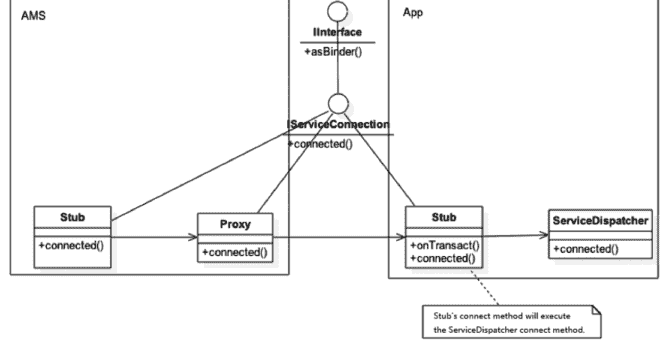 AMS
App
IInterface
+asBinder()
IServiceConnection
+connected()
Stub
+connected()
Proxy
+connected()
Stub
+onTransact()
+connected()
ServiceDispatcher
+connected()
Stub's connect method will execute
the ServiceDispatcher connect method.